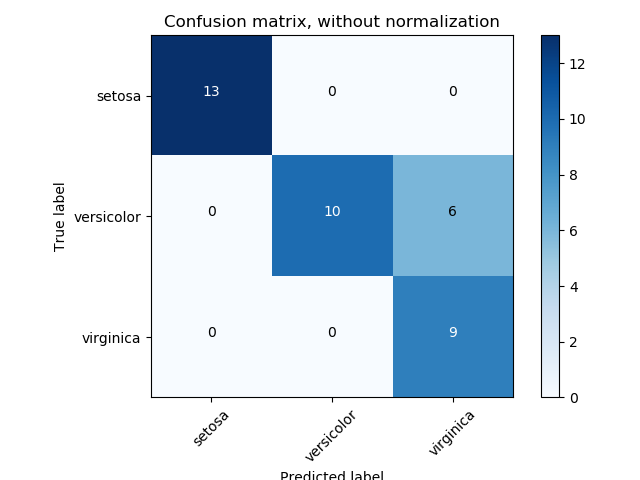 Confusion matrix, without normalization
setosa
13 0 0
versicolor
0 10 6
virginica
0 0 9
True label
setosa versicolor virginica
Predicted label
12
10
8
6
4
2
0